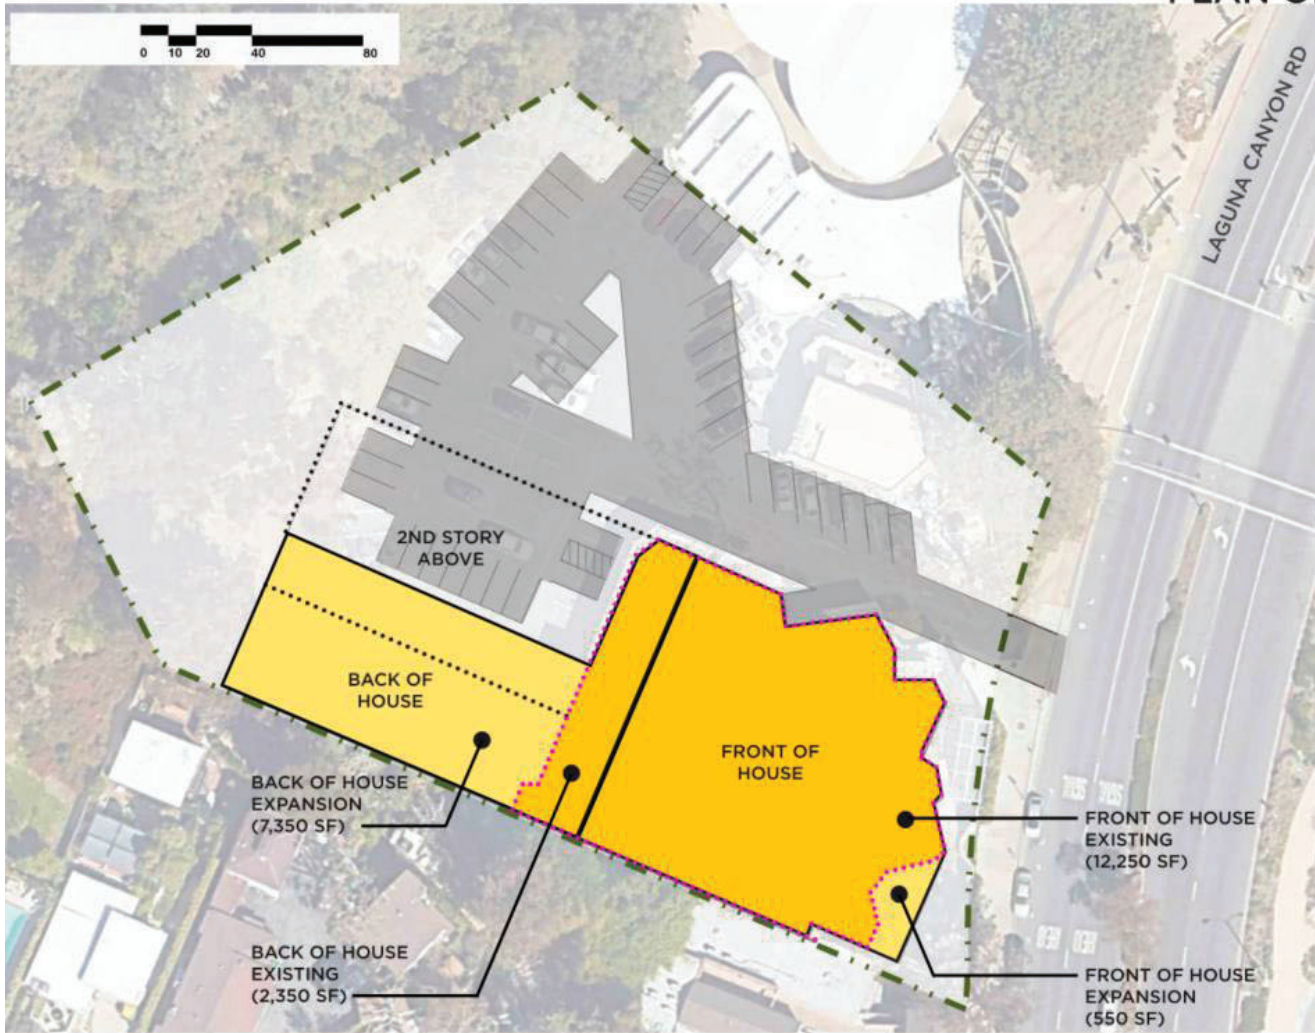 0 10 20 40 80
LAGUNA CANYON RD
2ND STORY
ABOVE
BACK OF
HOUSE
FRONT OF
HOUSE
BACK OF HOUSE
EXPANSION
(7,350 SF)
FRONT OF HOUSE
EXISTING
(12,250 SF)
BACK OF HOUSE
EXISTING
(2,350 SF)
FRONT OF HOUSE
EXPANSION
(550 SF)